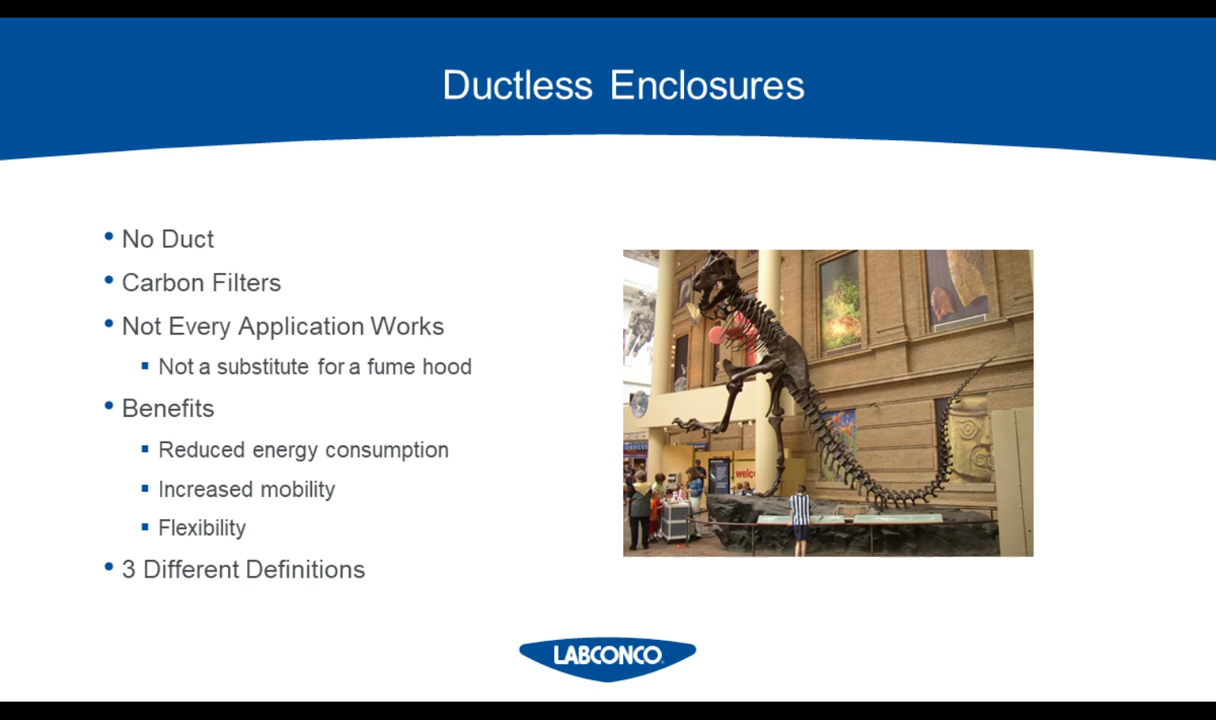 Ductless Enclosures
• No Duct
• Carbon Filters
• Not Every Application Works
▪ Not a substitute for a fume hood
• Benefits
▪ Reduced energy consumption
▪ Increased mobility
▪ Flexibility
• 3 Different Definitions
welc
LABCONCO